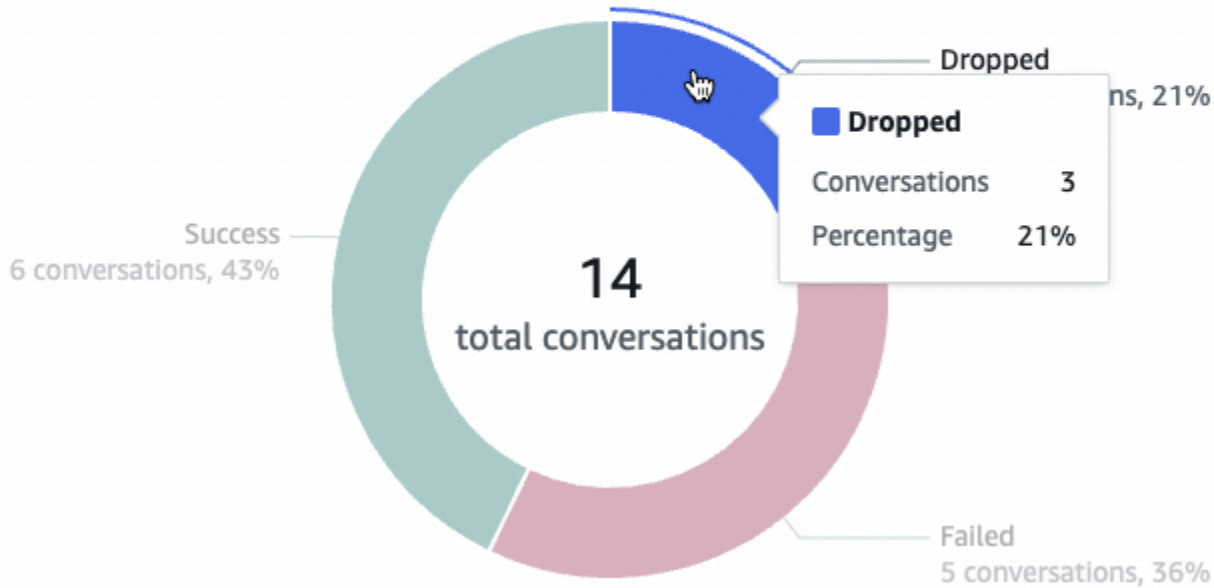 Dropped
ns, 21%
Dropped
Conversations 3
Percentage 21%
Success
6 conversations, 43%
14
total conversations
Failed
5 conversations, 36%